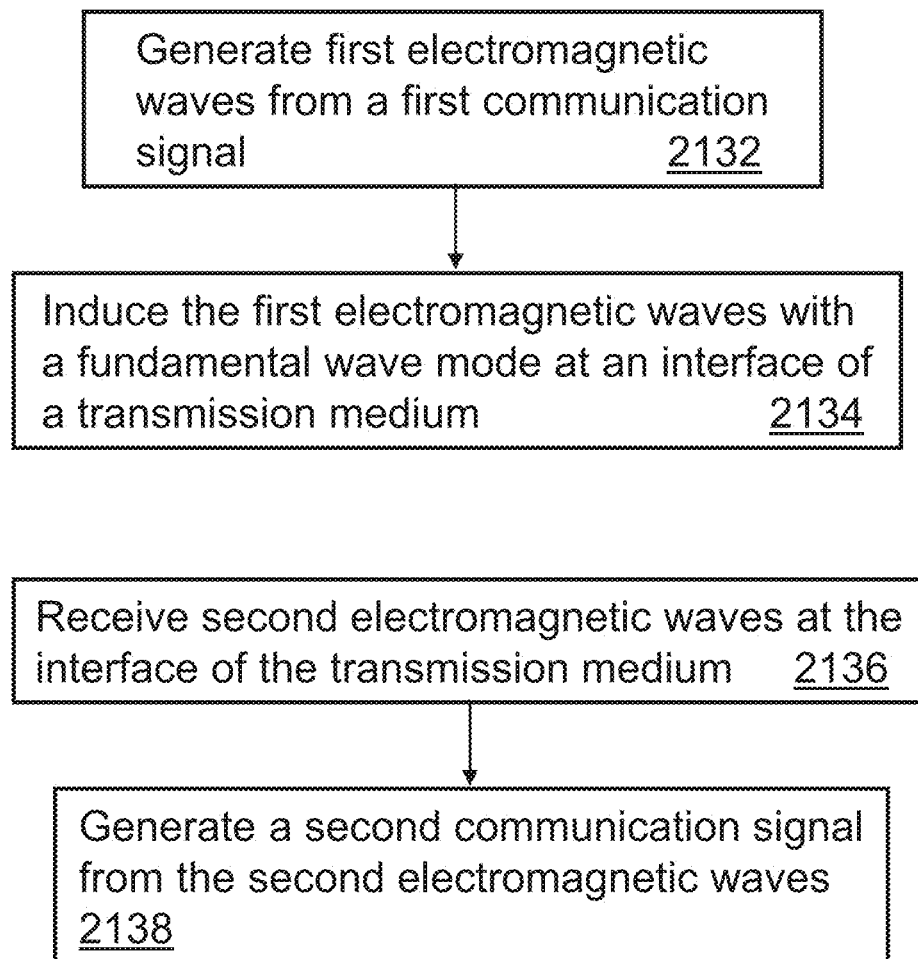 Generate first electromagnetic
waves from a first communication
signal 2132
Induce the first electromagnetic waves with
a fundamental wave mode at an interface of
a transmission medium 2134
Receive second electromagnetic waves at the
interface of the transmission medium 2136
Generate a second communication signal
from the second electromagnetic waves
2138